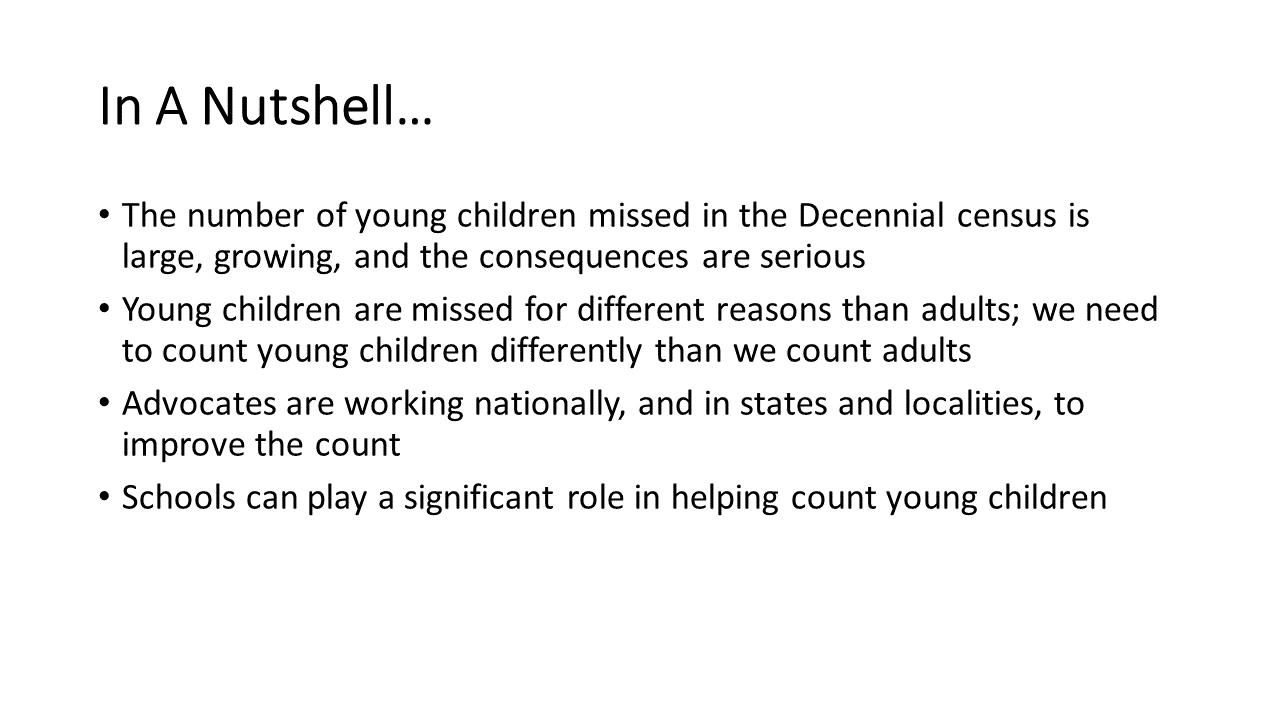 In A Nutshell…
• The number of young children missed in the Decennial census is
large, growing, and the consequences are serious
• Young children are missed for different reasons than adults; we need
to count young children differently than we count adults
• Advocates are working nationally, and in states and localities, to
improve the count
• Schools can play a significant role in helping count young children